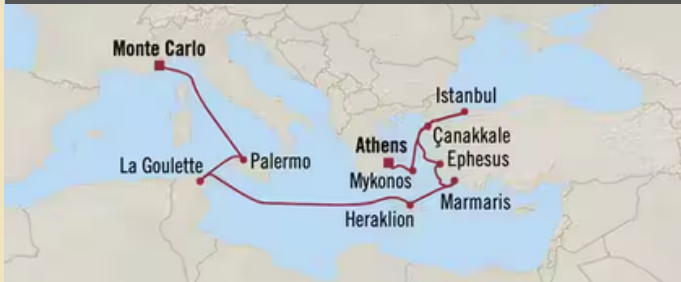 Monte Carlo
Istanbul
Çanakkale
Athens
Ephesus
La Goulette
Palermo
Mykonos
Marmaris
Heraklion